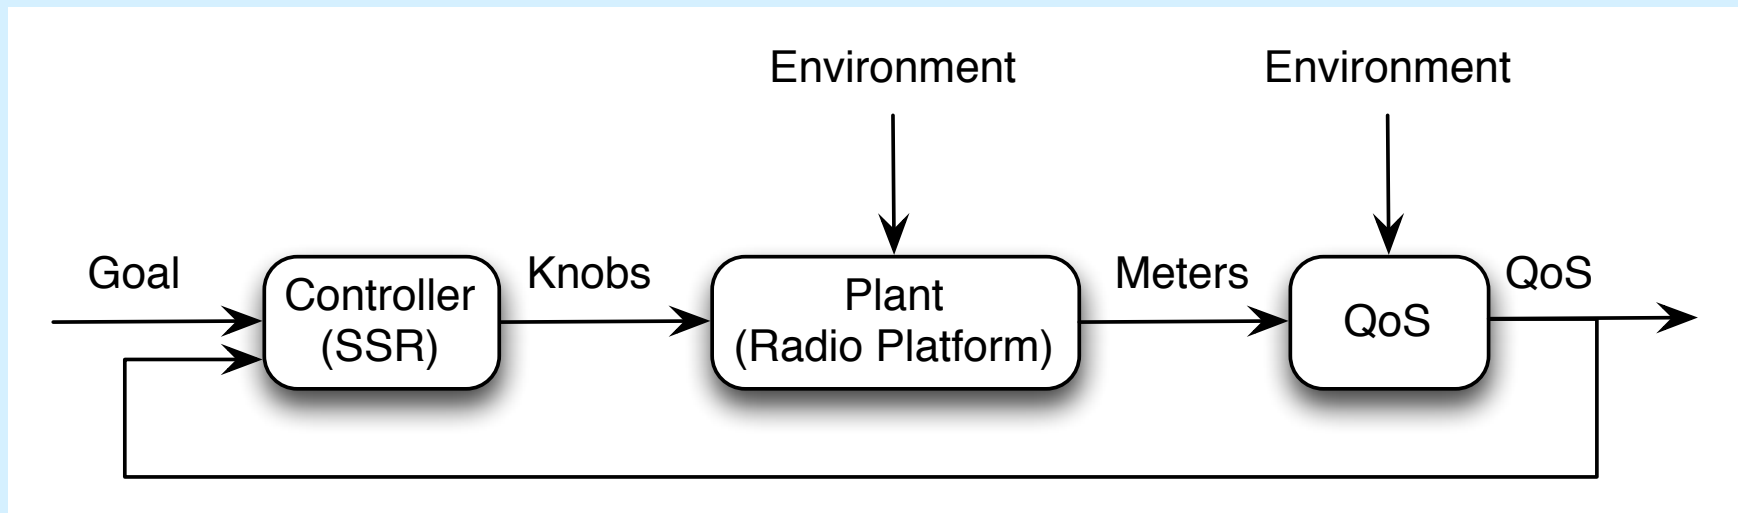 Environment
Environment
Goal
Controller
(SSR)
Knobs
Plant
(Radio Platform)
Meters
QoS
QoS